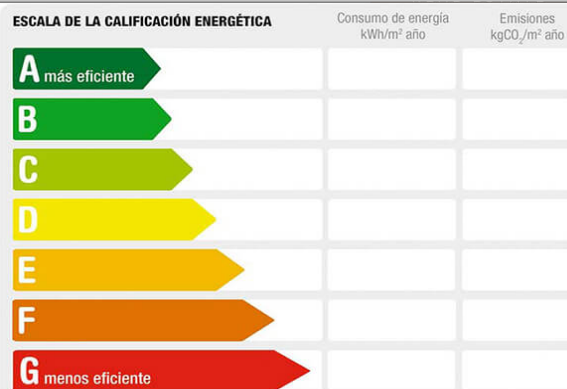 ESCALA DE LA CALIFICACIÓN ENERGÉTICA
Consumo de energía
kWh/m² año
Emisiones
kgCO₂/m² año
A más eficiente
B
C
D
E
F
G menos eficiente